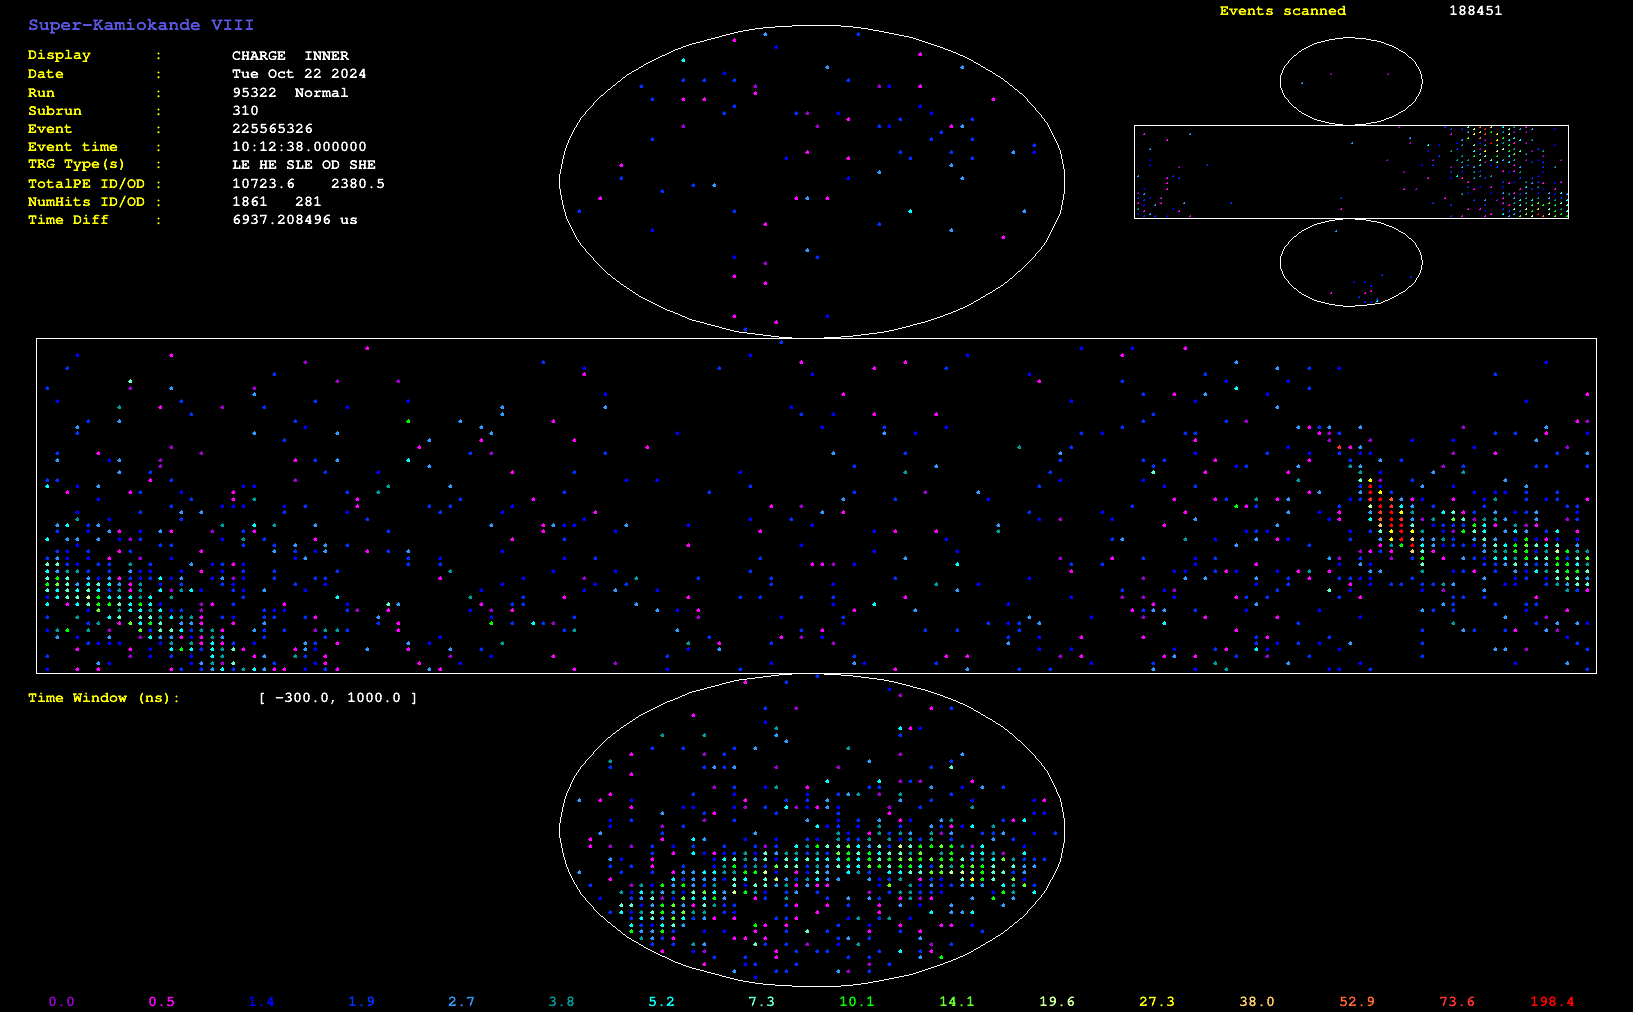 Super-Kamiokande VIII
Events scanned 188451
Display : CHARGE INNER
Date : Tue Oct 22 2024
Run : 95322 Normal
Subrun : 310
Event : 225565326
Event time : 10:12:38.000000
TRG Type(s) : LE HE SLE OD SHE
TotalPE ID/OD : 10723.6 2380.5
NumHits ID/OD : 1861 281
Time Diff : 6937.208496 us
Time Window (ns): [ −300.0, 1000.0 ]
0.0 0.5 1.4 1.9 2.7 3.8 5.2 7.3 10.1 14.1 19.6 27.3 38.0 52.9 73.6 198.4